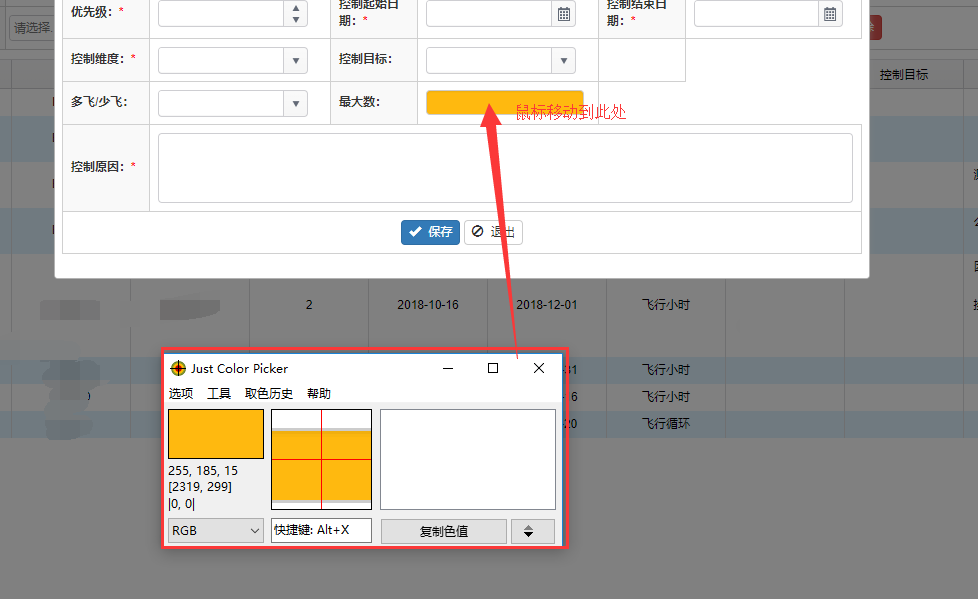 优先级：*
控制起始日
期：*
控制结束日
期：*
请选择.
控制维度：*
控制目标：
控制目标
多飞/少飞：
最大数：
鼠标移动到此处
控制原因：*
保存
退出
2
2018-10-16
2018-12-01
飞行小时
Just Color Picker
飞行小时
选项
工具
取色历史
帮助
飞行小时
飞行循环
255, 185, 15
[2319, 299]
|0, 0|
RGB
快捷键: Alt+X
复制色值